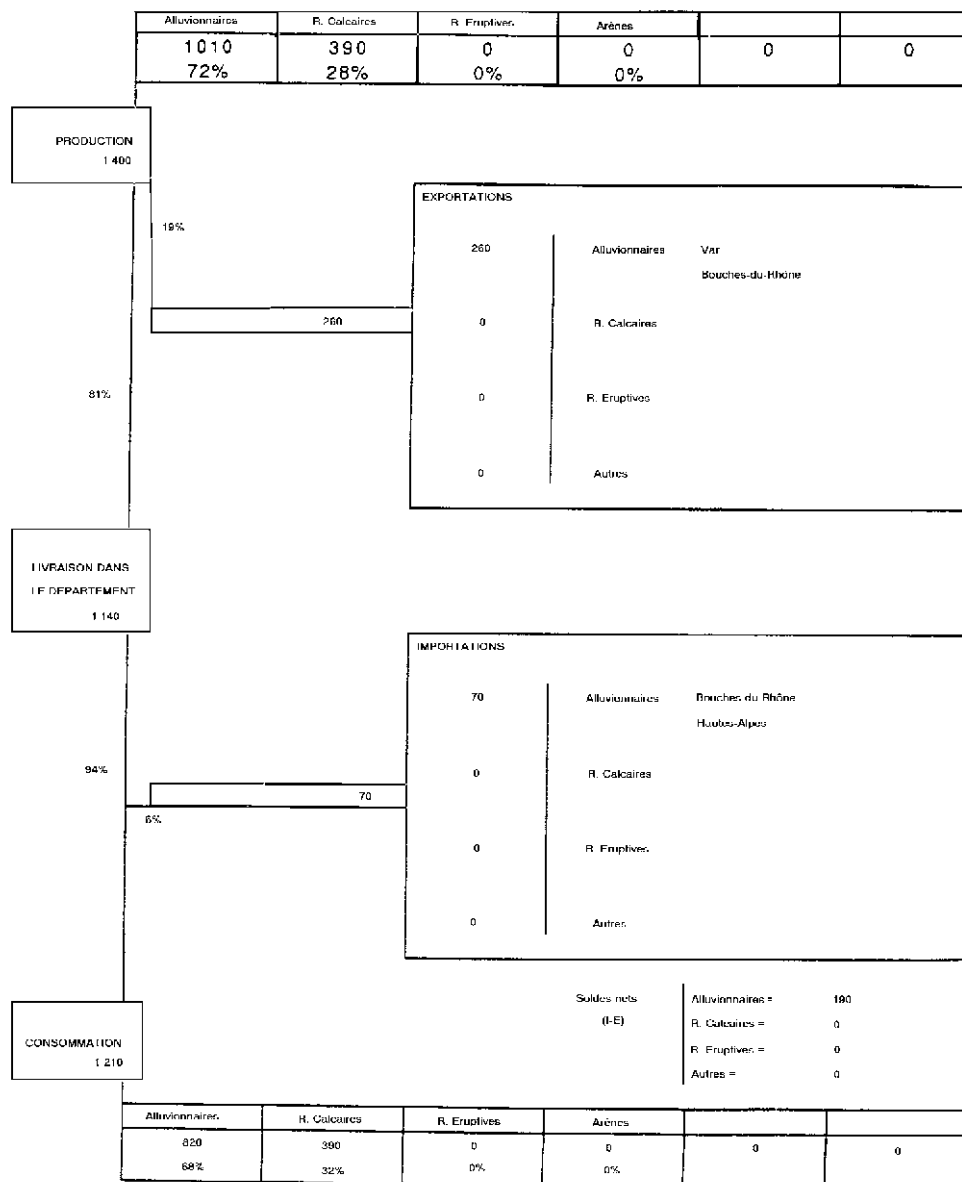 Alluvionnaires R. Calcaires R. Eruptives Arènes
1010 390 0 0 0 0
72% 28% 0% 0%
PRODUCTION
1 400
19%
EXPORTATIONS
260 Alluvionnaires Var
Bouches-du-Rhône
260
0 R. Calcaires
81%
0 R. Eruptives
0 Autres
LIVRAISON DANS
LE DEPARTEMENT
1 140
IMPORTATIONS
70 Alluvionnaires Bouches du Rhône
Hautes-Alpes
94%
0 R. Calcaires
70
6%
0 R. Eruptives
0 Autres
Soldes nets Alluvionnaires = 190
(I-E) R. Calcaires = 0
R. Eruptives = 0
Autres = 0
CONSOMMATION
1 210
Alluvionnaires R. Calcaires R. Eruptives Arènes
820 390 0 0 0 0
68% 32% 0% 0%